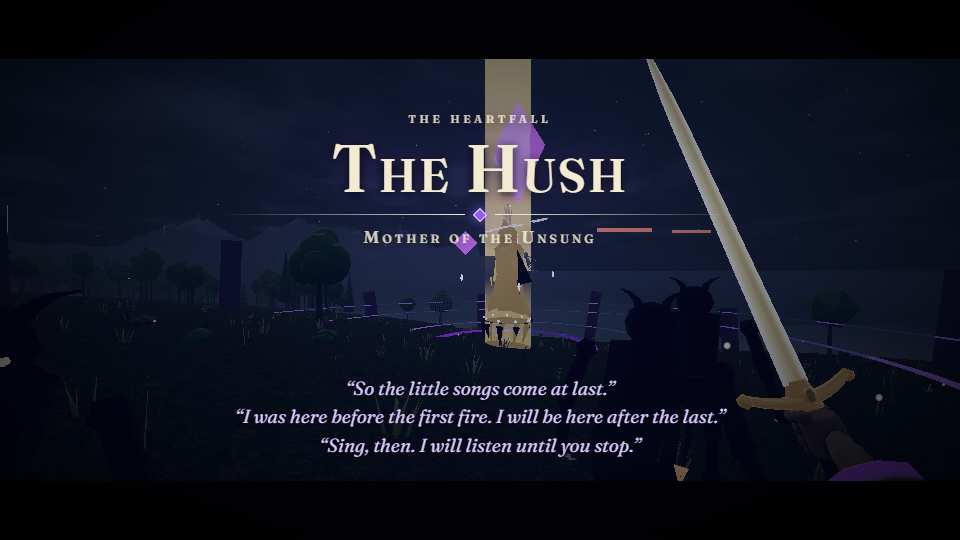 THE HEARTFALL
THE HUSH
MOTHER OF THE UNSUNG
“So the little songs come at last.”
“I was here before the first fire. I will be here after the last.”
“Sing, then. I will listen until you stop.”